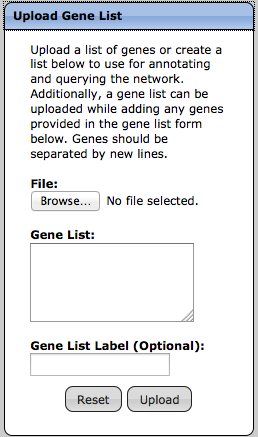 Upload Gene List
Upload a list of genes or create a
list below to use for annotating
and querying the network.
Additionally, a gene list can be
uploaded while adding any genes
provided in the gene list form
below. Genes should be
separated by new lines.
File:
Browse... No file selected.
Gene List:
Gene List Label (Optional):
Reset Upload